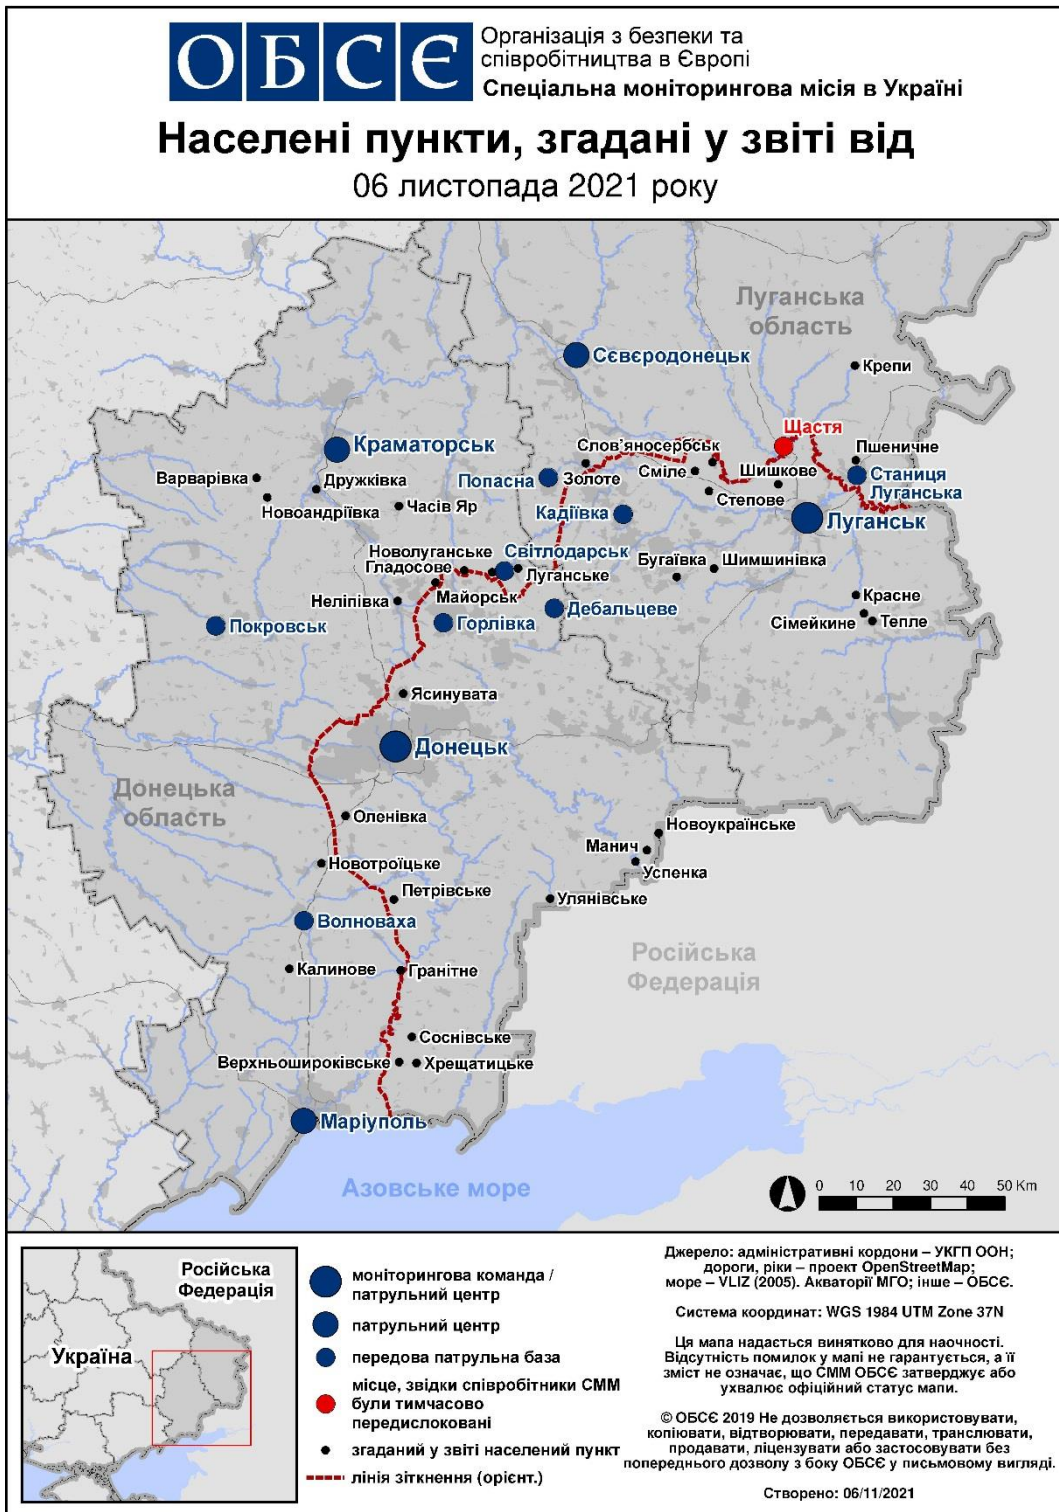 ОБСЄ
Організація з безпеки та
співробітництва в Європі
Спеціальна моніторингова місія в Україні
Населені пункти, згадані у звіті від
06 листопада 2021 року
Луганська
область
Сєвєродонецьк
Крепи
Щастя
Краматорськ
Слов'яносербськ
Пшеничне
Варварівка
Дружківка
Попасна
Золоте
Сміле
Шишкове
Станиця
Луганська
Новоандріївка
Часів Яр
Степове
Кадіївка
Луганськ
Новолуганське
Світлодарськ
Гладосове
Луганське
Бугаївка
Шимшинівка
Майорськ
Неліпівка
Дебальцеве
Красне
Покровськ
Горлівка
Сімейкине
Тепле
Ясинувата
Донецьк
Донецька
область
Оленівка
Новоукраїнське
Манич
Новотроїцьке
Успенка
Петрівське
Улянівське
Волноваха
Російська
Федерація
Калинове
Гранітне
Соснівське
Верхньошироківське
Хрещатицьке
Маріуполь
Азовське море
0 10 20 30 40 50 Km
Російська
Федерація
Україна
моніторингова команда /
патрульний центр
патрульний центр
передова патрульна база
місце, звідки співробітники СММ
були тимчасово
передислоковані
згаданий у звіті населений пункт
лінія зіткнення (орієнт.)
Джерело: адміністративні кордони – УКГП ООН;
дороги, ріки – проект OpenStreetMap;
море – VLIZ (2005). Акваторії МГО; інше – ОБСЄ.
Система координат: WGS 1984 UTM Zone 37N
Ця мапа надається винятково для наочності.
Відсутність помилок у мапі не гарантується, а її
зміст не означає, що СММ ОБСЄ затверджує або
ухвалює офіційний статус мапи.
© ОБСЄ 2019 Не дозволяється використовувати,
копіювати, відтворювати, передавати, транслювати,
продавати, ліцензувати або застосовувати без
попереднього дозволу з боку ОБСЄ у письмовому вигляді.
Створено: 06/11/2021